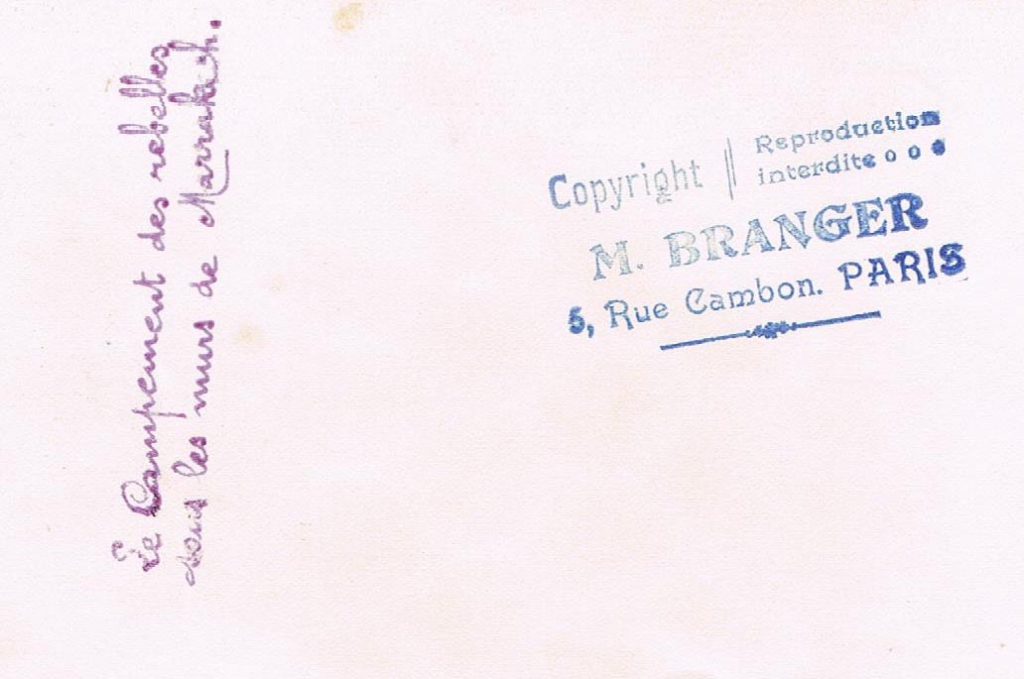 Le Campement des rebelles
sous les murs de Marrakech.
Copyright || Reproduction
interdite o o o
M. BRANGER
5, Rue Cambon. PARIS